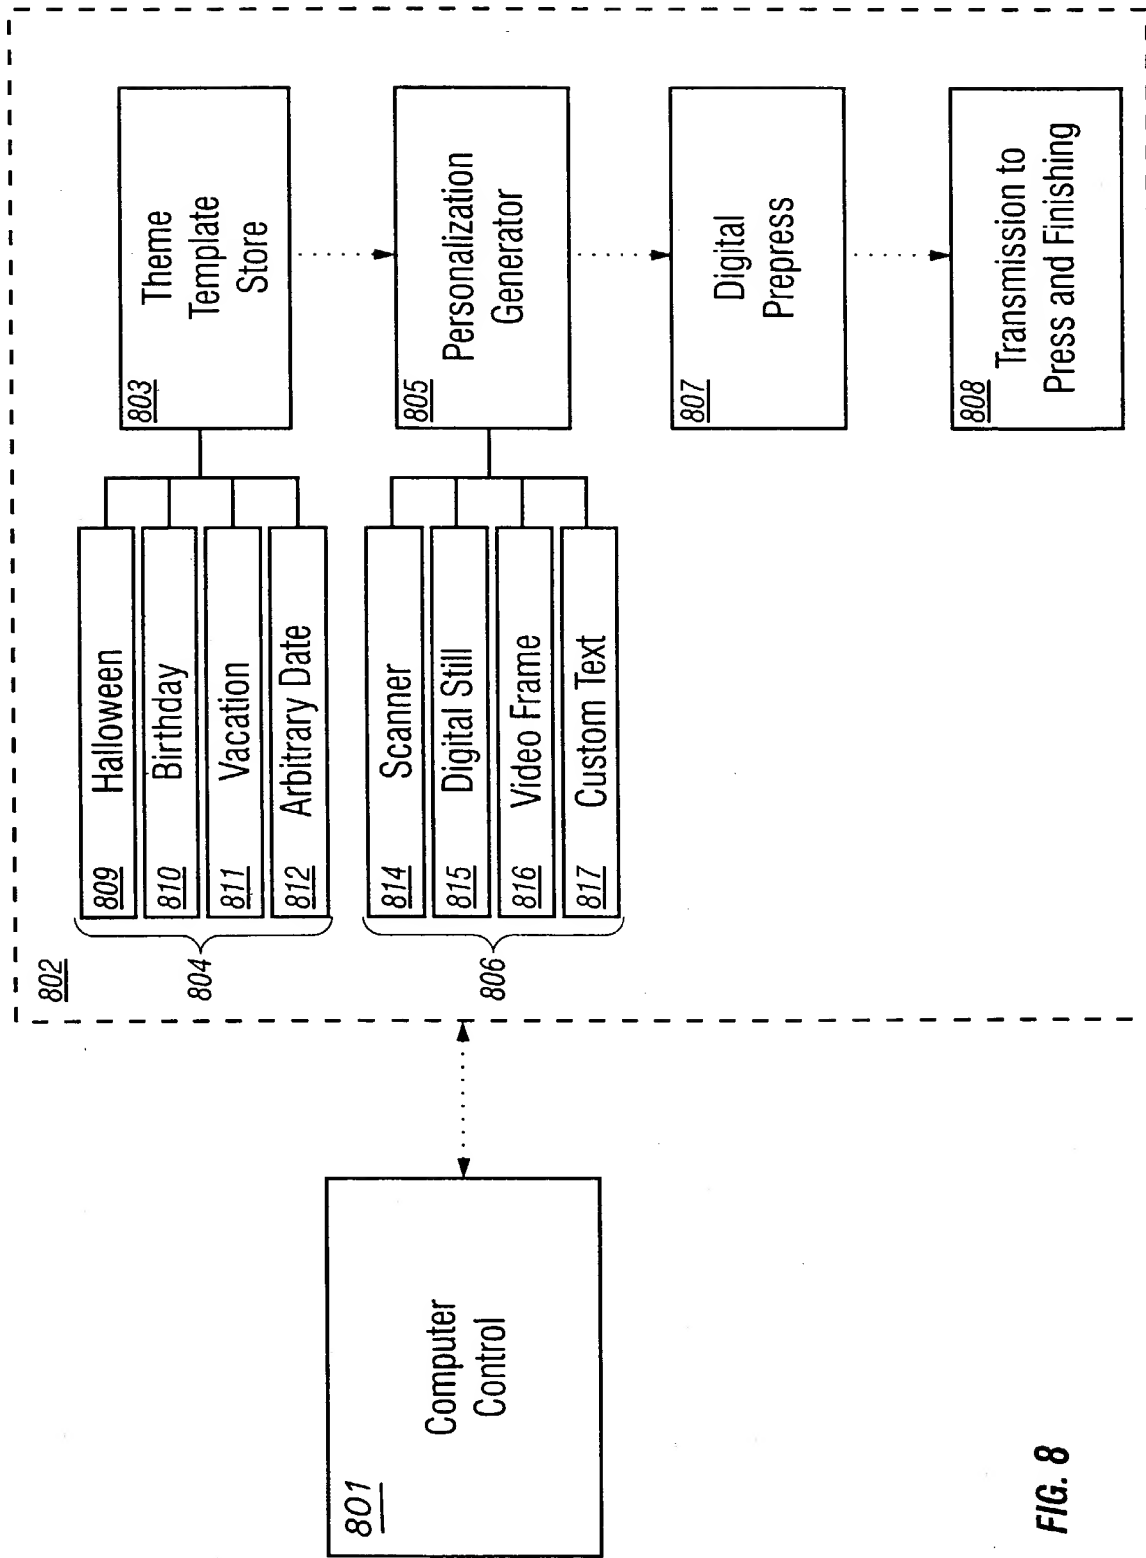 801
Computer
Control
802
804
809 Halloween
810 Birthday
811 Vacation
812 Arbitrary Date
803
Theme
Template
Store
806
814 Scanner
815 Digital Still
816 Video Frame
817 Custom Text
805
Personalization
Generator
807
Digital
Prepress
808
Transmission to
Press and Finishing
FIG. 8